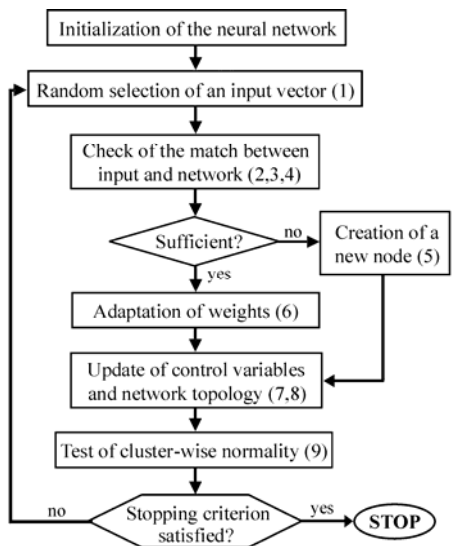 Initialization of the neural network
Random selection of an input vector (1)
Check of the match between
input and network (2,3,4)
Sufficient?
no
Creation of a
new node (5)
yes
Adaptation of weights (6)
Update of control variables
and network topology (7,8)
Test of cluster-wise normality (9)
no
Stopping criterion
satisfied?
yes
STOP